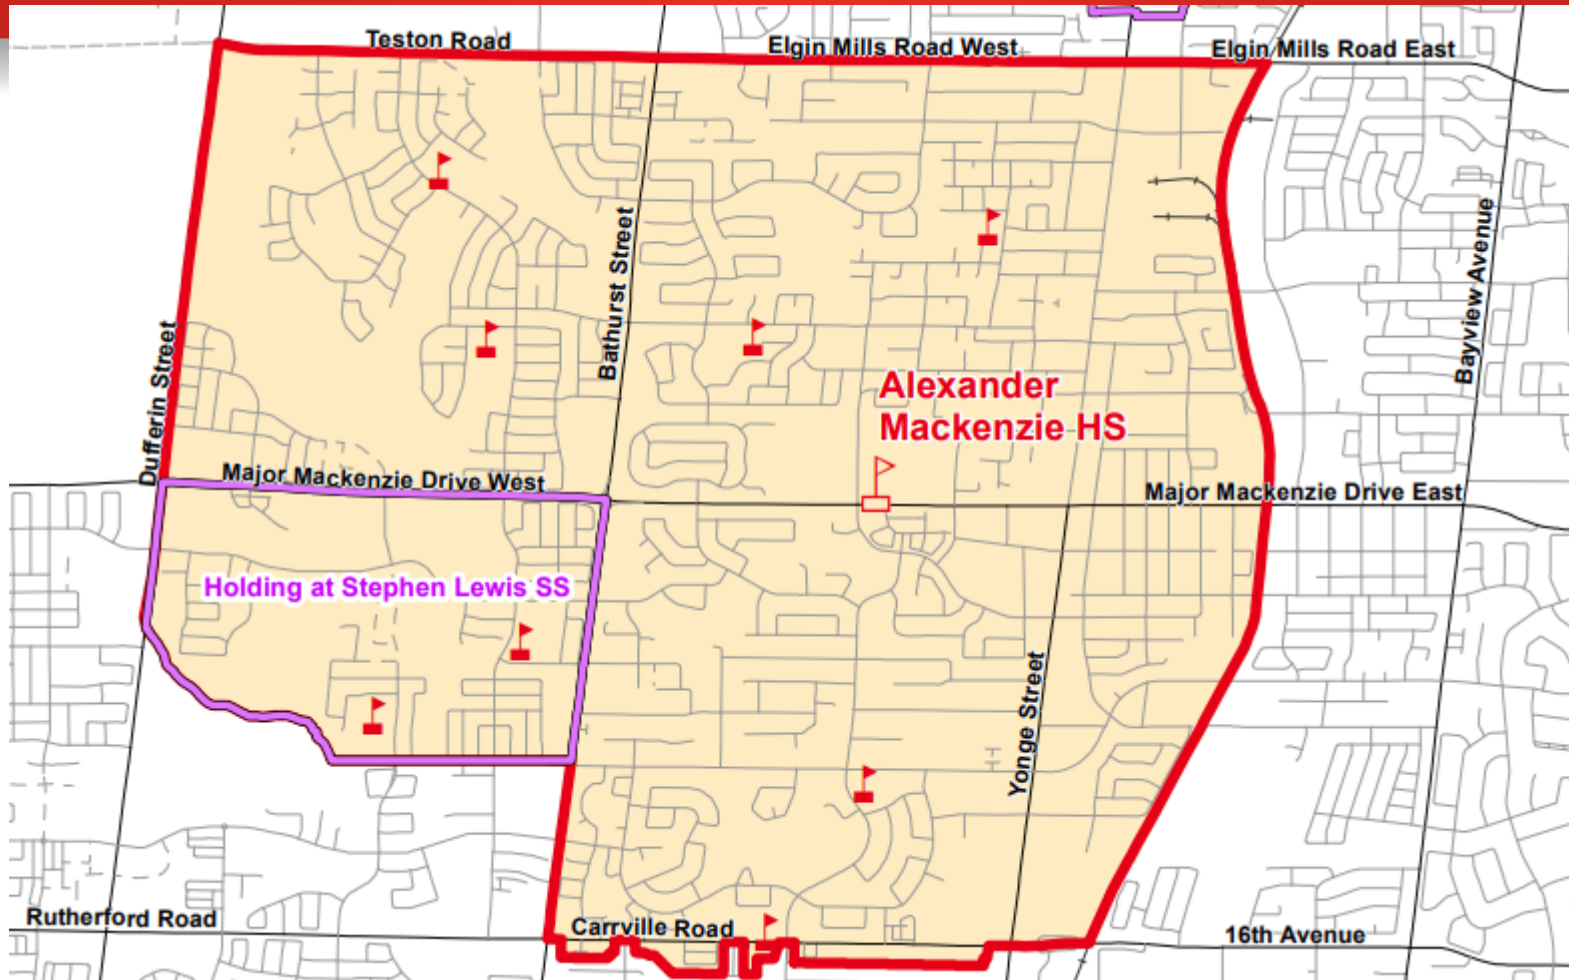 Teston Road
Elgin Mills Road West
Elgin Mills Road East
Bathurst Street
Bayview Avenue
Dufferin Street
Alexander
Mackenzie HS
Major Mackenzie Drive West
Major Mackenzie Drive East
Holding at Stephen Lewis SS
Yonge Street
Rutherford Road
Carrville Road
16th Avenue